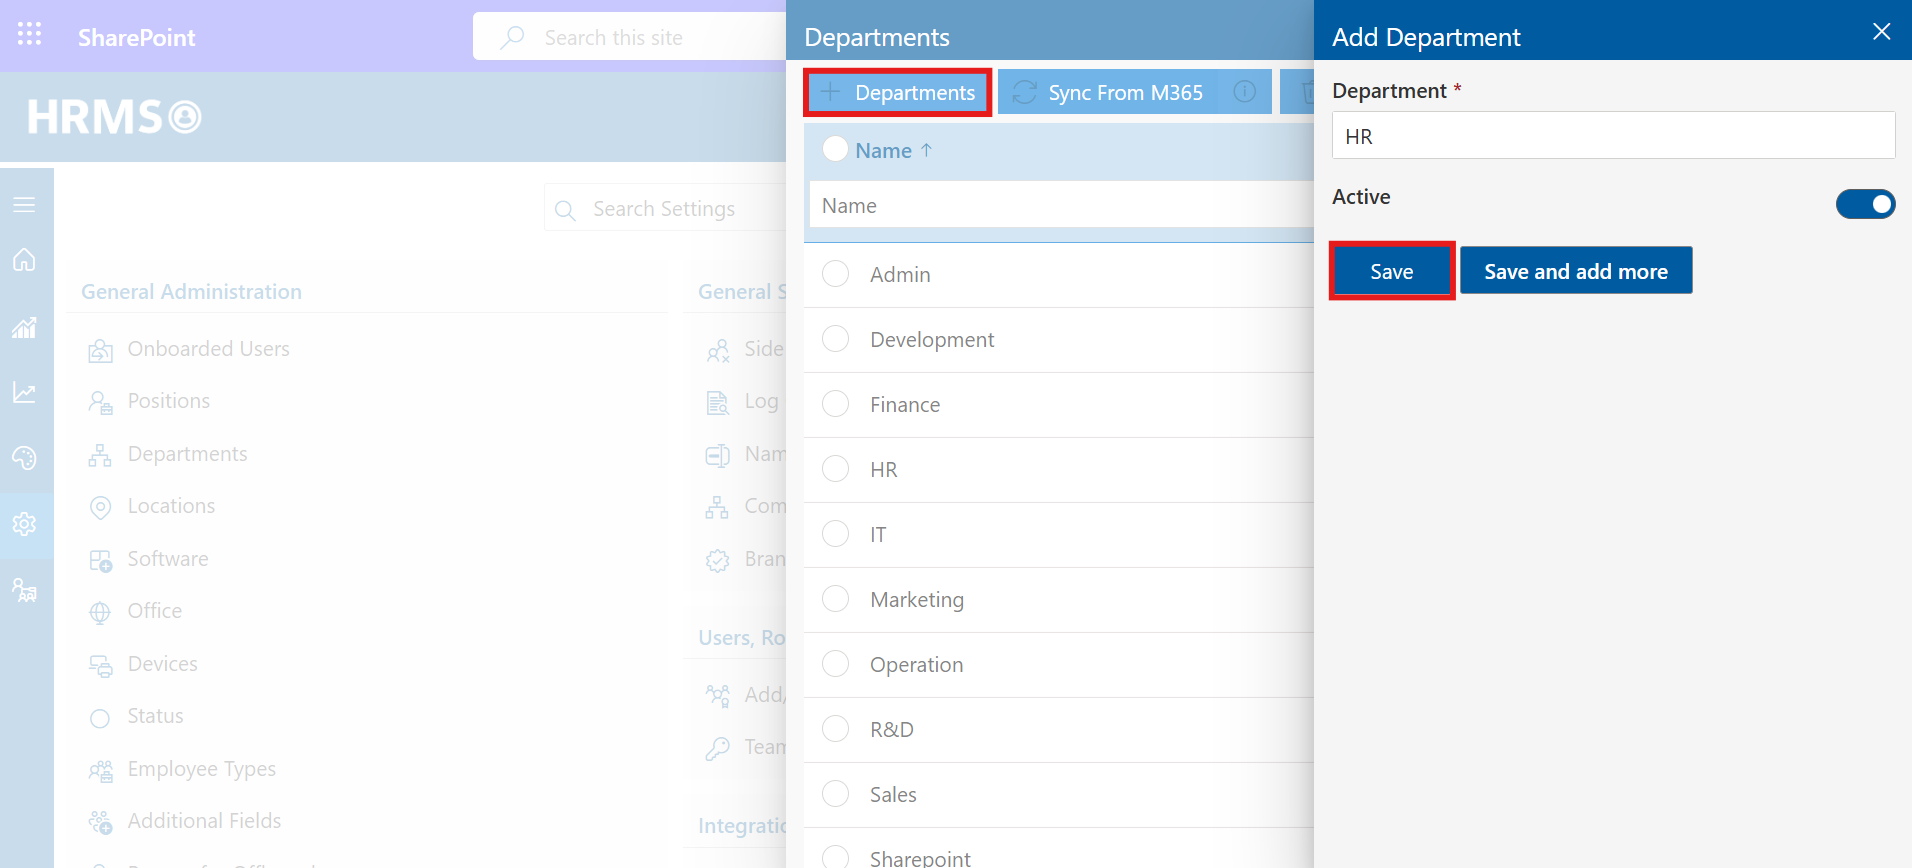 SharePoint
Search this site
HRMS
Search Settings
General Administration
Onboarded Users
Positions
Departments
Locations
Software
Office
Devices
Status
Employee Types
Additional Fields
General S
Side
Log
Nam
Com
Bran
Users, Ro
Add/
Team
Integratio
Departments
Departments
Sync From M365
Name ↑
Name
Admin
Development
Finance
HR
IT
Marketing
Operation
R&D
Sales
Sharepoint
Add Department
Department *
HR
Active
Save
Save and add more